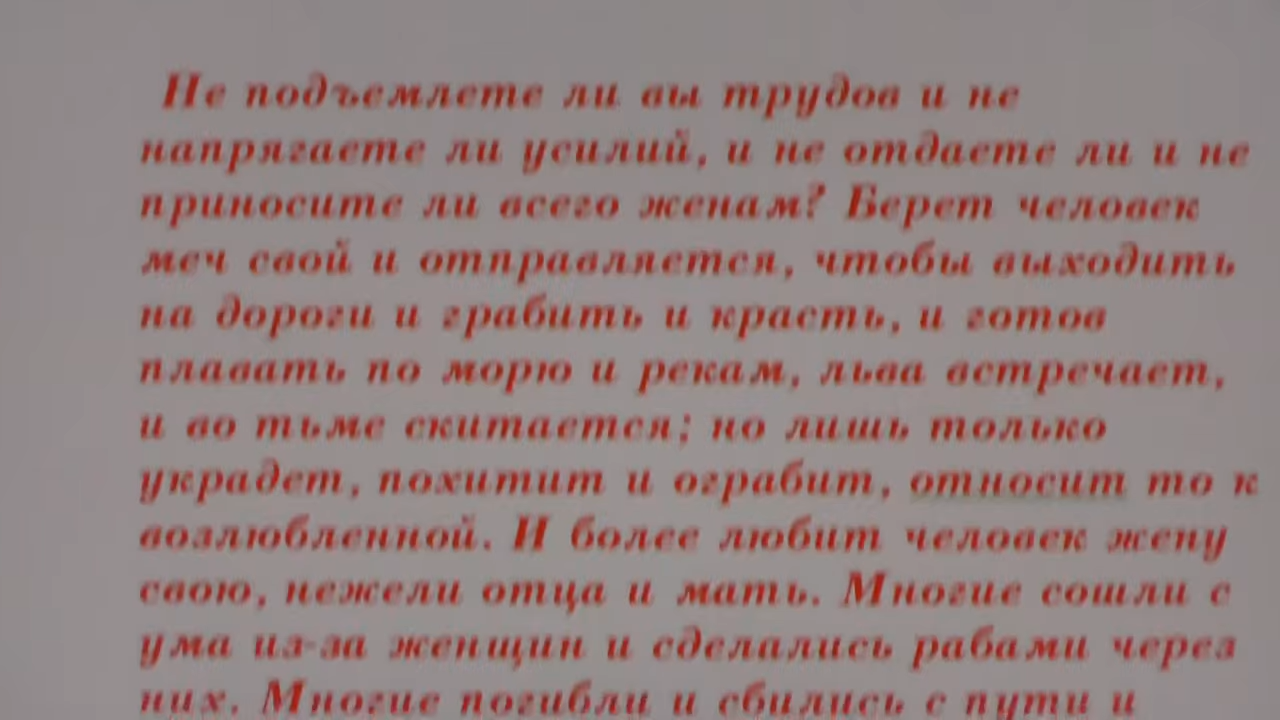 Не подъемлете ли вы трудов и не
напрягаете ли усилий, и не отдаете ли и не
приносите ли всего женам? Берет человек
меч свой и отправляется, чтобы выходить
на дороги и грабить и красть, и готов
плавать по морю и рекам, льва встречает,
и во тьме скитается; но лишь только
украдет, похитит и ограбит, относит то к
возлюбленной. И более любит человек жену
свою, нежели отца и мать. Многие сошли с
ума из-за женщин и сделались рабами через
них. Многие погибли и сбились с пути и